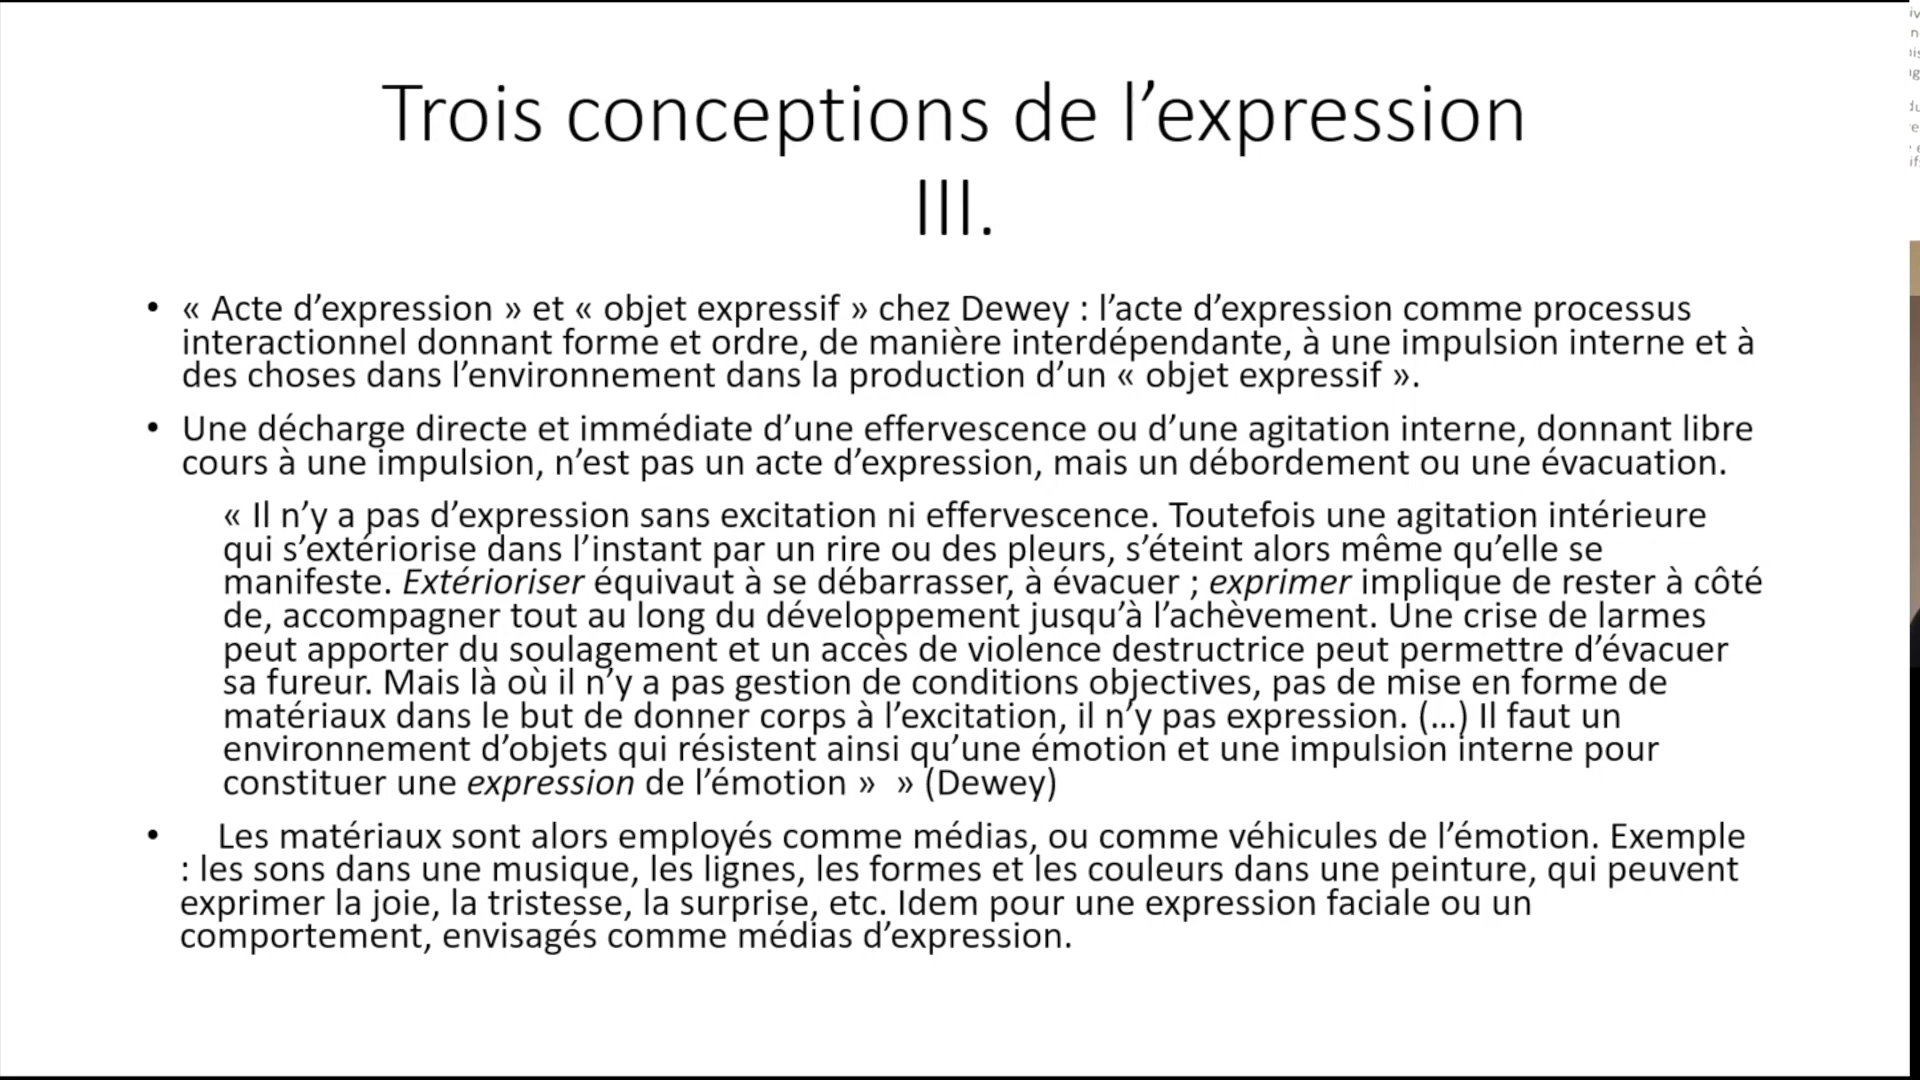 Trois conceptions de l’expression
III.
• « Acte d’expression » et « objet expressif » chez Dewey : l’acte d’expression comme processus
interactionnel donnant forme et ordre, de manière interdépendante, à une impulsion interne et à
des choses dans l’environnement dans la production d’un « objet expressif ».
• Une décharge directe et immédiate d’une effervescence ou d’une agitation interne, donnant libre
cours à une impulsion, n’est pas un acte d’expression, mais un débordement ou une évacuation.
« Il n’y a pas d’expression sans excitation ni effervescence. Toutefois une agitation intérieure
qui s’extériorise dans l’instant par un rire ou des pleurs, s’éteint alors même qu’elle se
manifeste. Extérioriser équivaut à se débarrasser, à évacuer ; exprimer implique de rester à côté
de, accompagner tout au long du développement jusqu’à l’achèvement. Une crise de larmes
peut apporter du soulagement et un accès de violence destructrice peut permettre d’évacuer
sa fureur. Mais là où il n’y a pas gestion de conditions objectives, pas de mise en forme de
matériaux dans le but de donner corps à l’excitation, il n’y pas expression. (…) Il faut un
environnement d’objets qui résistent ainsi qu’une émotion et une impulsion interne pour
constituer une expression de l’émotion »  » (Dewey)
• Les matériaux sont alors employés comme médias, ou comme véhicules de l’émotion. Exemple
: les sons dans une musique, les lignes, les formes et les couleurs dans une peinture, qui peuvent
exprimer la joie, la tristesse, la surprise, etc. Idem pour une expression faciale ou un
comportement, envisagés comme médias d’expression.